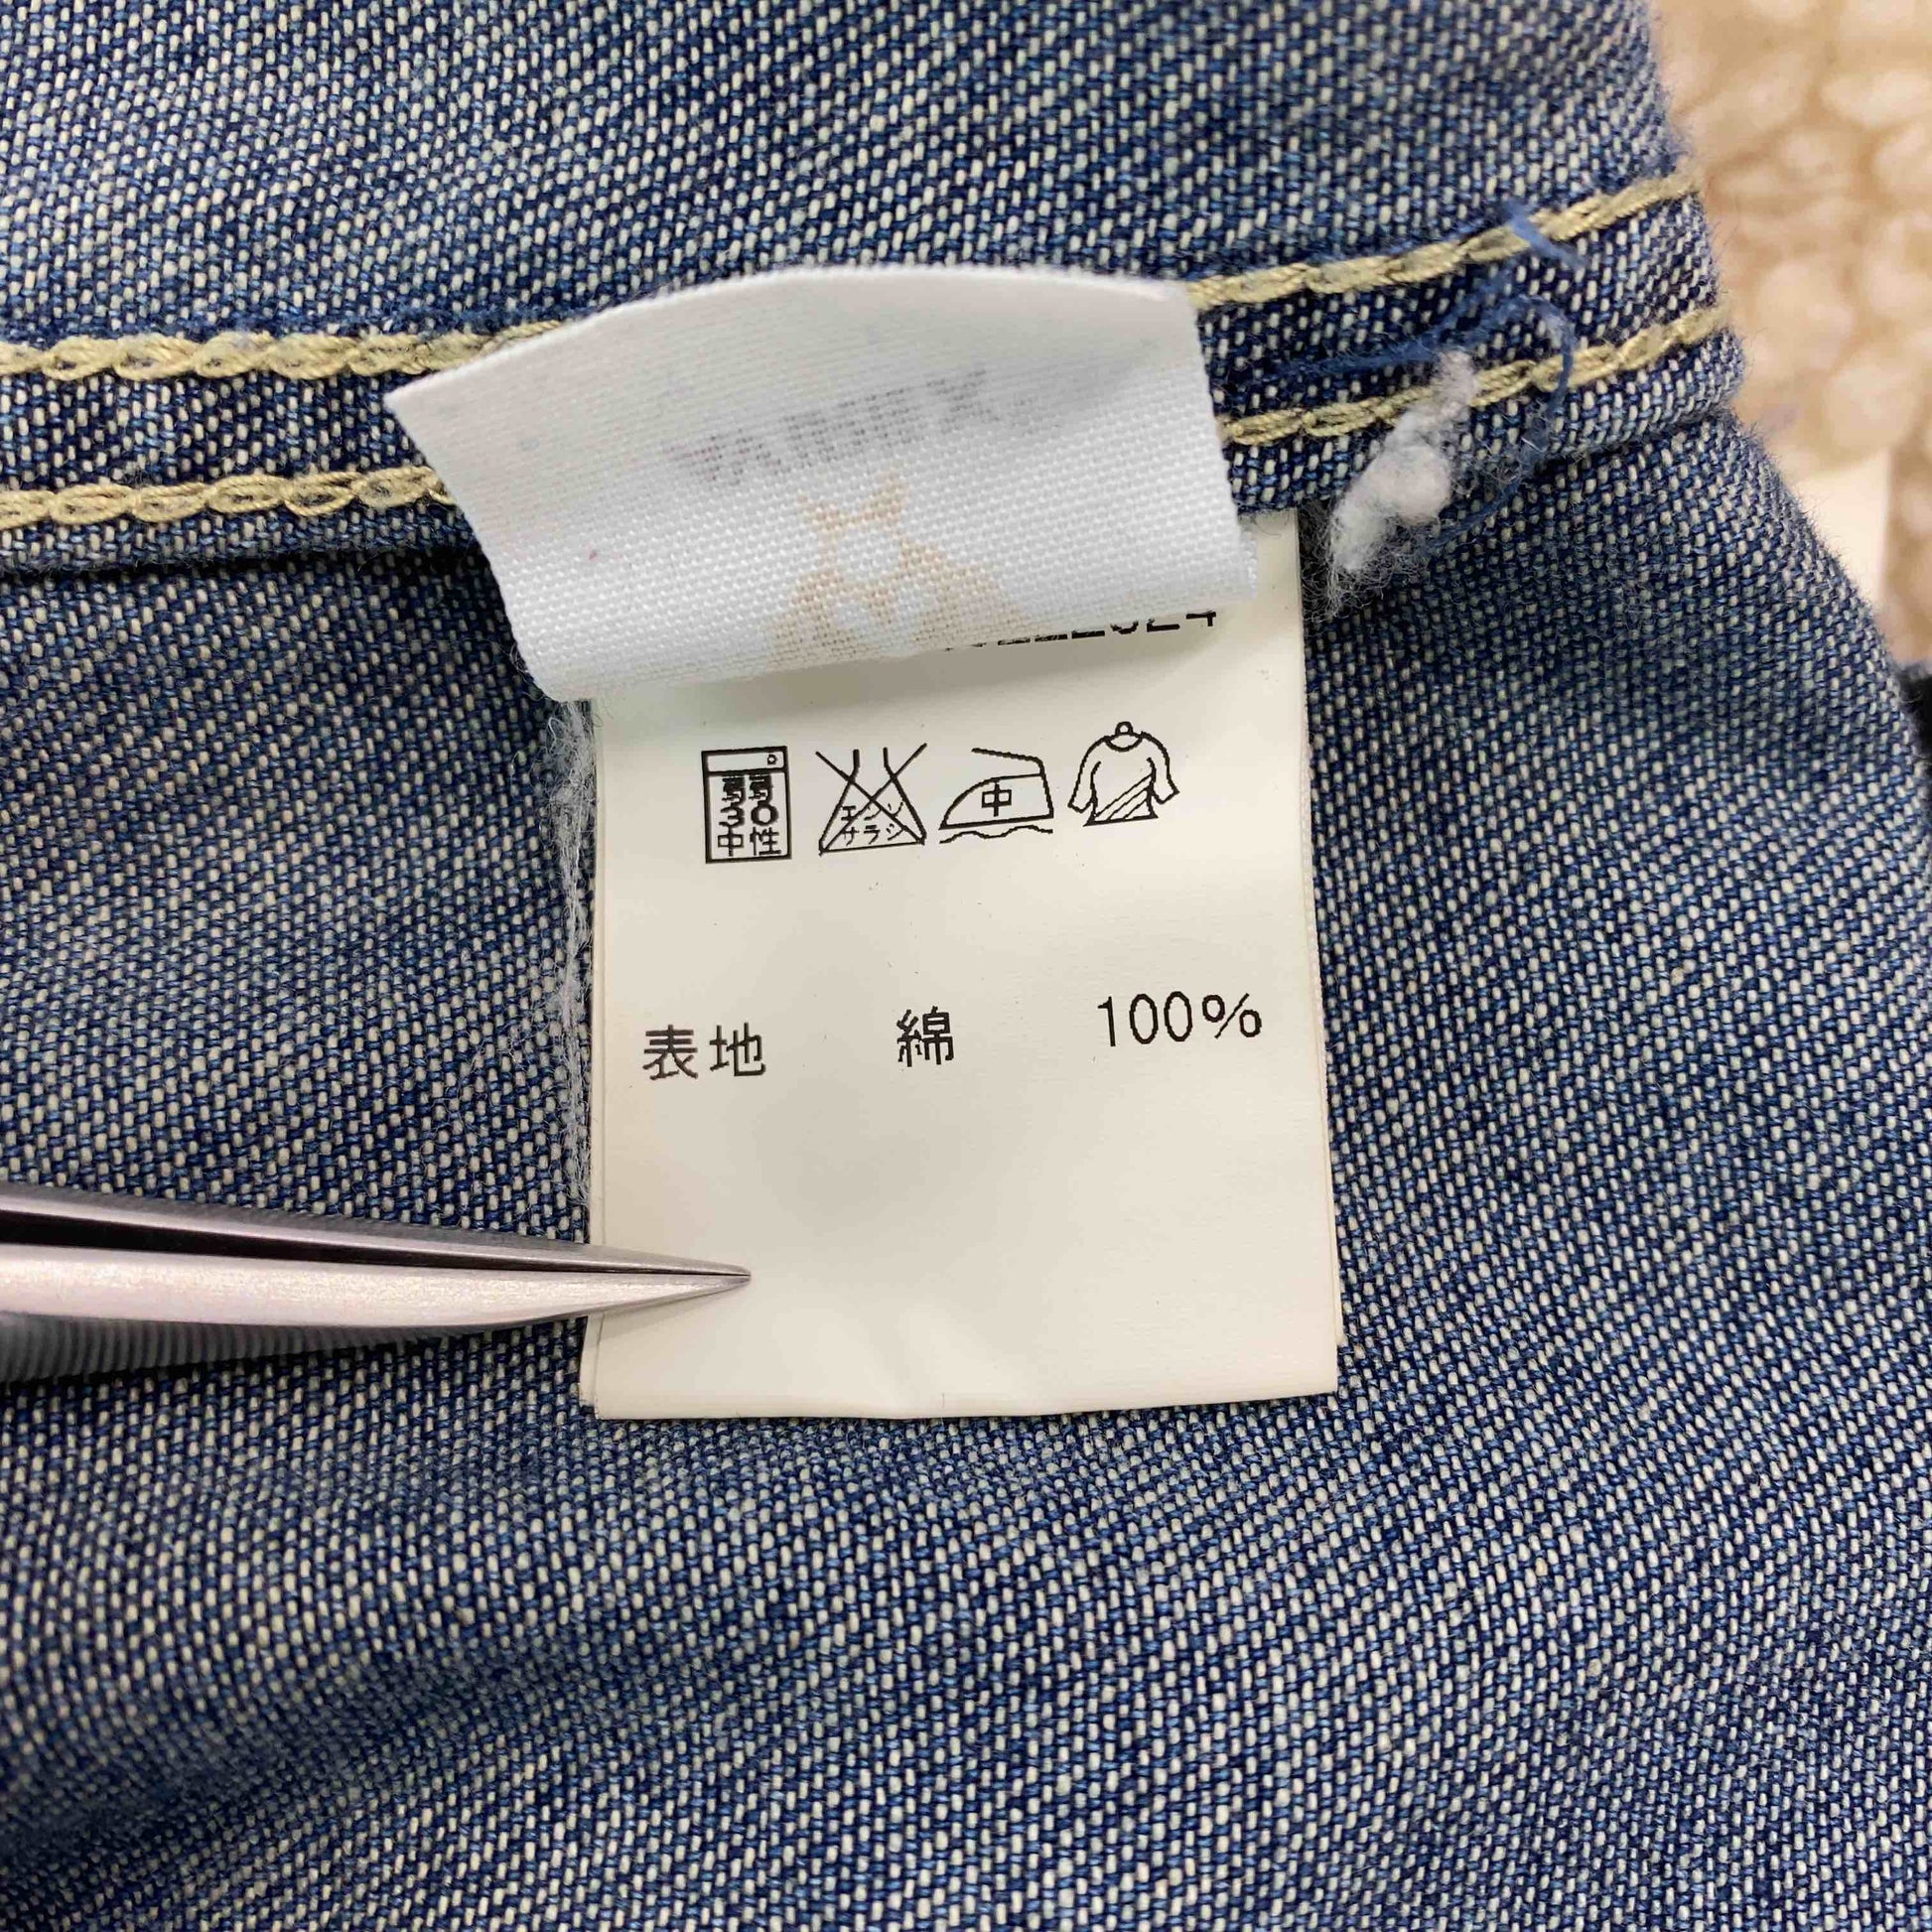 弱
30
中性
エンソ
サラシ
中
表地 綿 100%